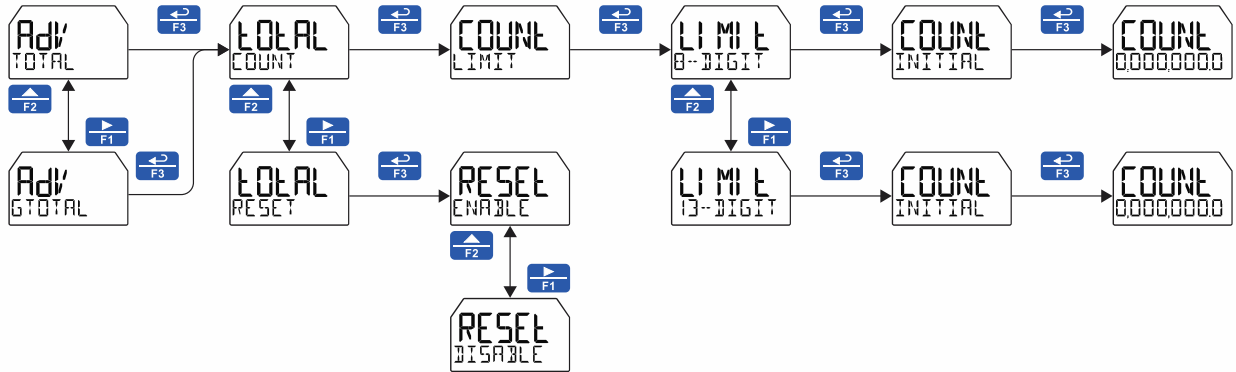 F3
F3
F3
F3
F3
AdV
TOTAL
tOtAL
COUNT
COUNt
LIMIT
LIMIt
8--DIGIT
COUNt
INITIAL
COUNt
0,000,000.0
F2
F2
F2
F1
F1
F1
F3
F3
F3
F3
AdV
GTOTAL
tOtAL
RESET
RESEt
ENABLE
LIMIt
13--DIGIT
COUNt
INITIAL
COUNt
0,000,000.0
F2
F1
RESEt
DISABLE